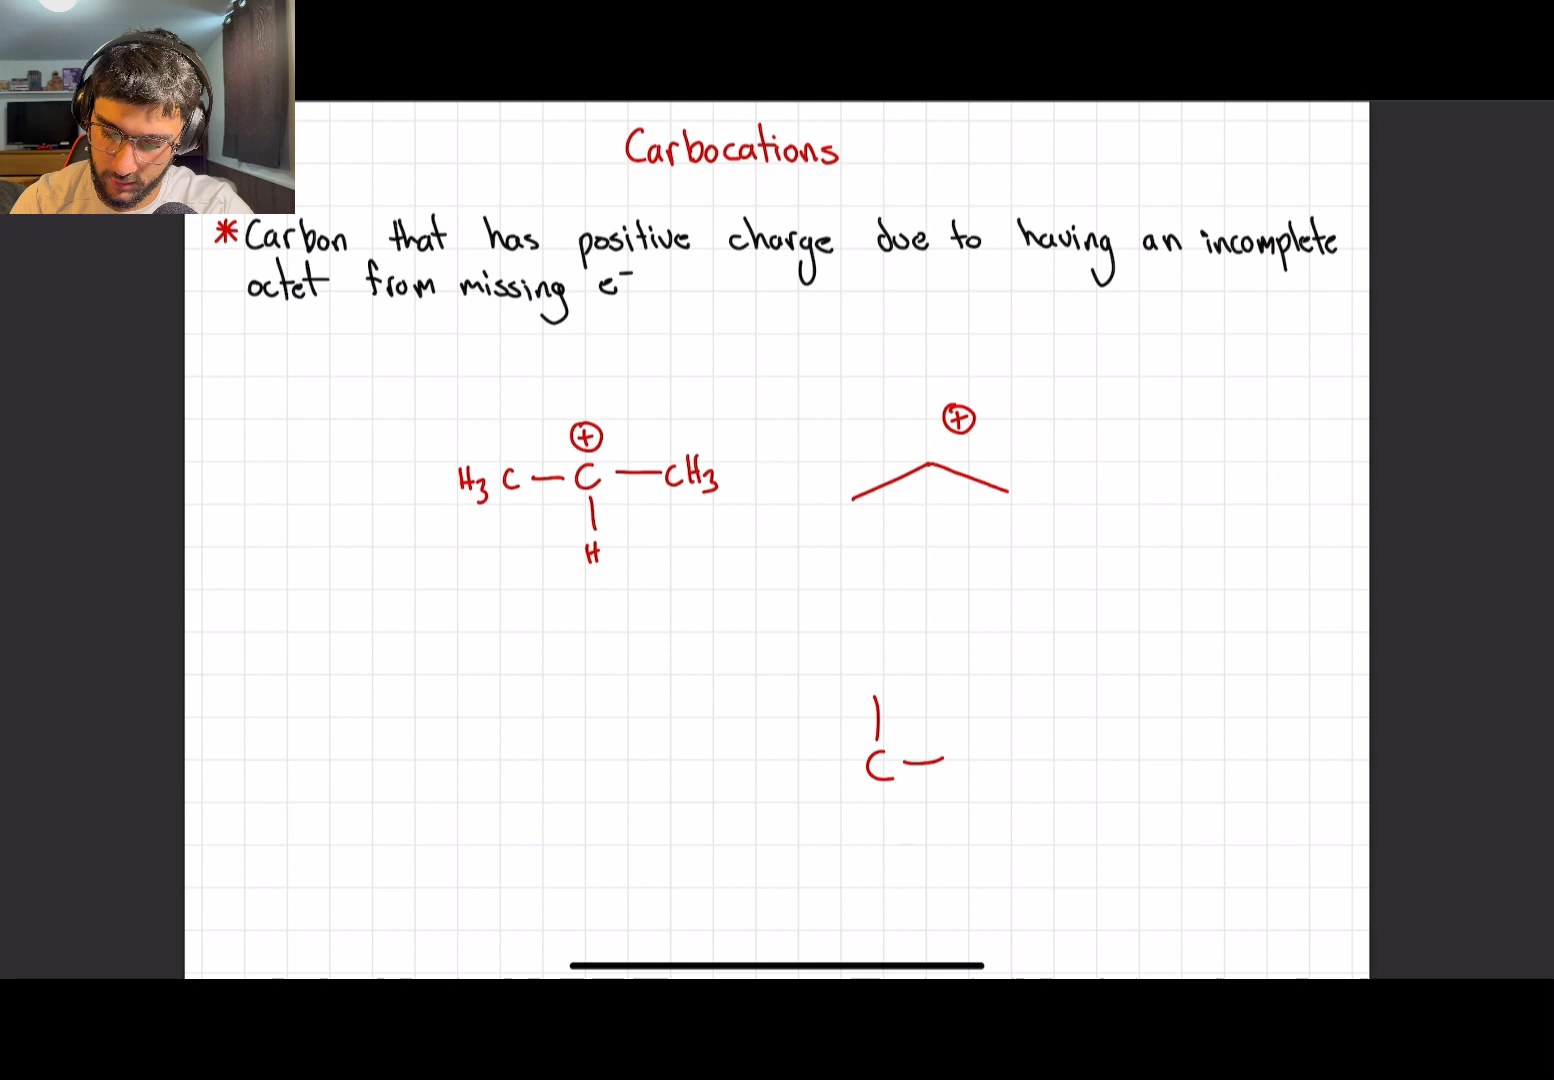 Carbocations
*Carbon that has positive charge due to having an incomplete
octet from missing e⁻
⊕
H₃C—C—CH₃
|
H
⊕
|
C—